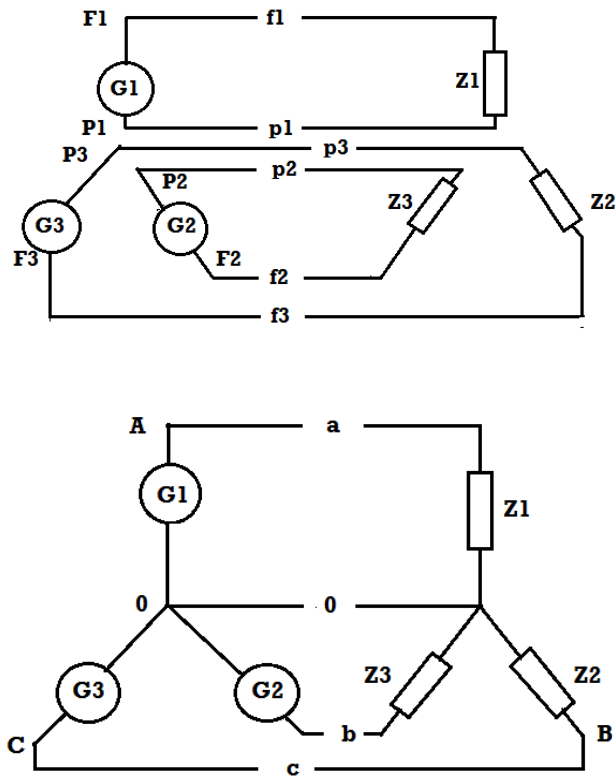 F1 f1
G1 Z1
P1 p1
P3 p3
P2 p2
Z3 Z2
G3 G2
F3 F2 f2
f3
A a
G1 Z1
0 0
G3 G2 Z3 Z2
C b B
c